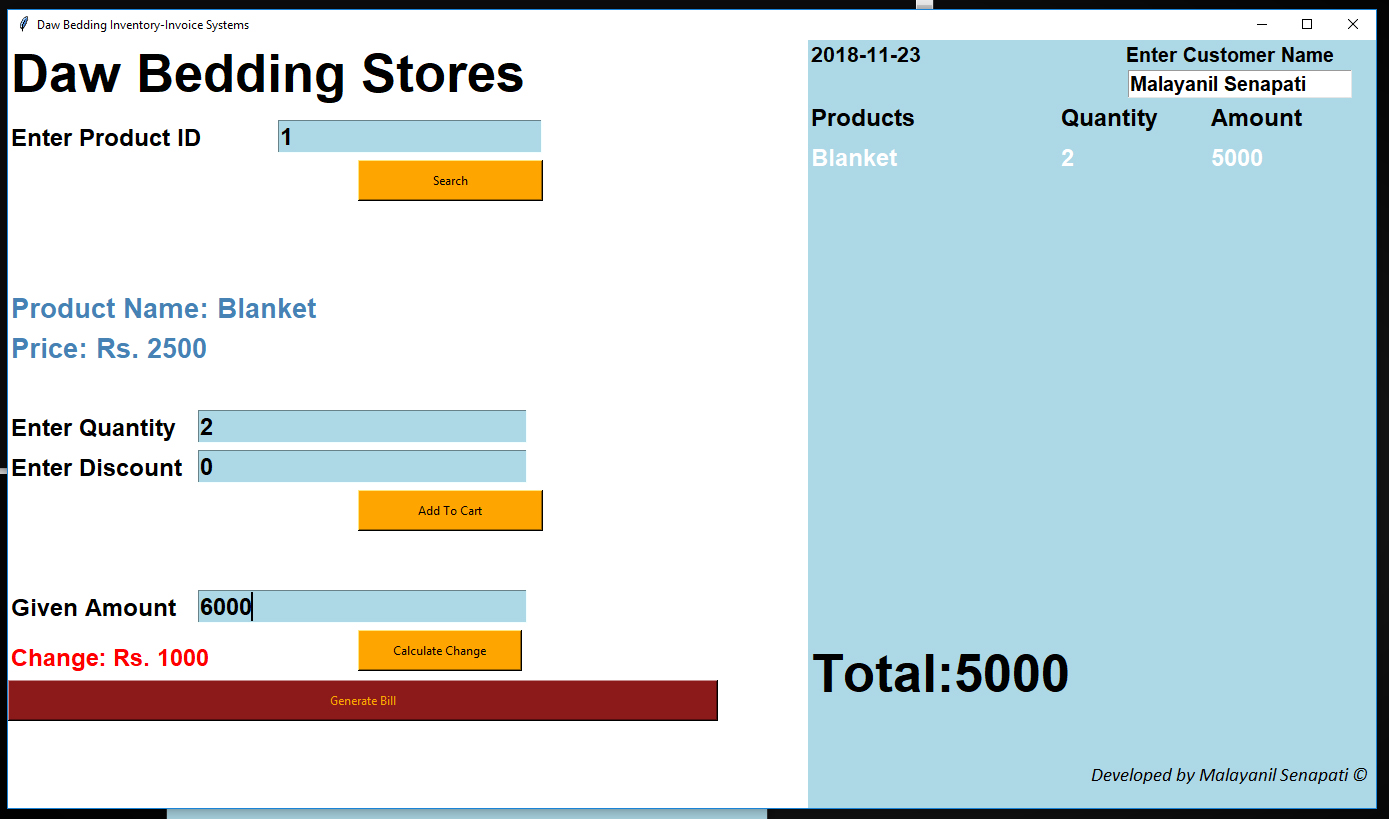 Daw Bedding Inventory-Invoice Systems
Daw Bedding Stores
Enter Product ID 1
Search
Product Name: Blanket
Price: Rs. 2500
Enter Quantity 2
Enter Discount 0
Add To Cart
Given Amount 6000
Change: Rs. 1000 Calculate Change
Generate Bill
2018-11-23 Enter Customer Name
Malayanil Senapati
Products Quantity Amount
Blanket 2 5000
Total:5000
Developed by Malayanil Senapati ©